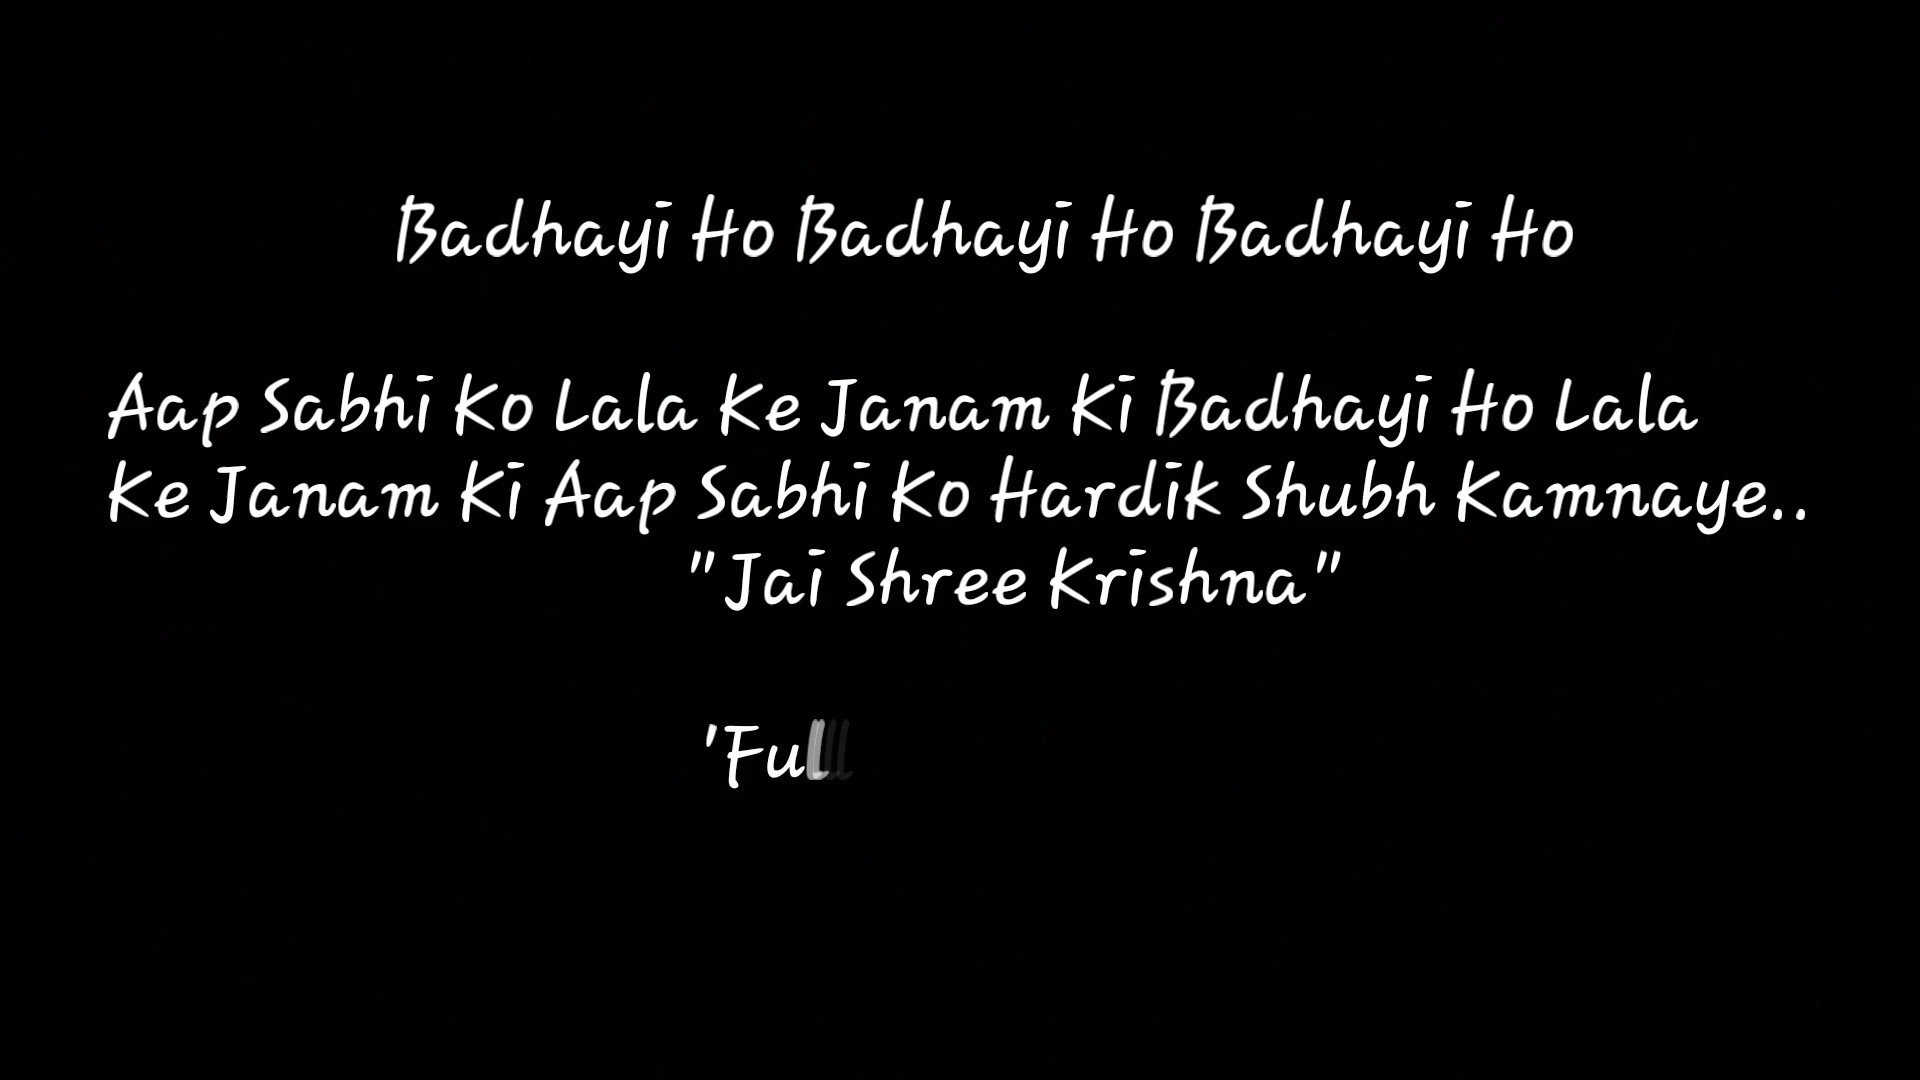 Badhayi Ho Badhayi Ho Badhayi Ho
Aap Sabhi Ko Lala Ke Janam Ki Badhayi Ho Lala
Ke Janam Ki Aap Sabhi Ko Hardik Shubh Kamnaye..
"Jai Shree Krishna"
'Full